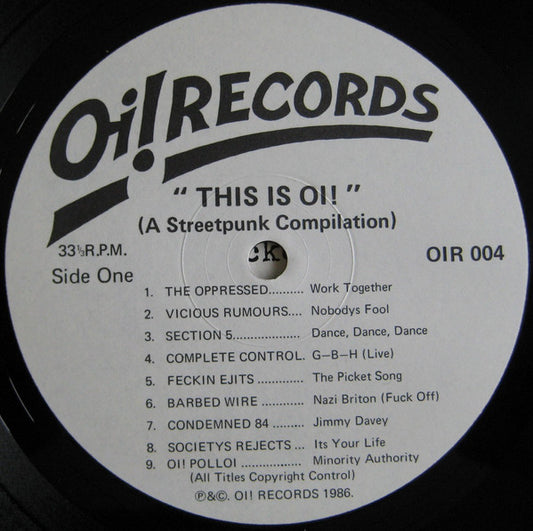 Oi! RECORDS
" THIS IS OI! "
(A Streetpunk Compilation)
33⅓R.P.M.
OIR 004
Side One
1. THE OPPRESSED.......... Work Together
2. VICIOUS RUMOURS.... Nobodys Fool
3. SECTION 5.................. Dance, Dance, Dance
4. COMPLETE CONTROL. G–B–H (Live)
5. FECKIN EJITS ............ The Picket Song
6. BARBED WIRE ............ Nazi Briton (Fuck Off)
7. CONDEMNED 84 ......... Jimmy Davey
8. SOCIETYS REJECTS ... Its Your Life
9. OI! POLLOI ................ Minority Authority
(All Titles Copyright Control)
℗&©. OI! RECORDS 1986.